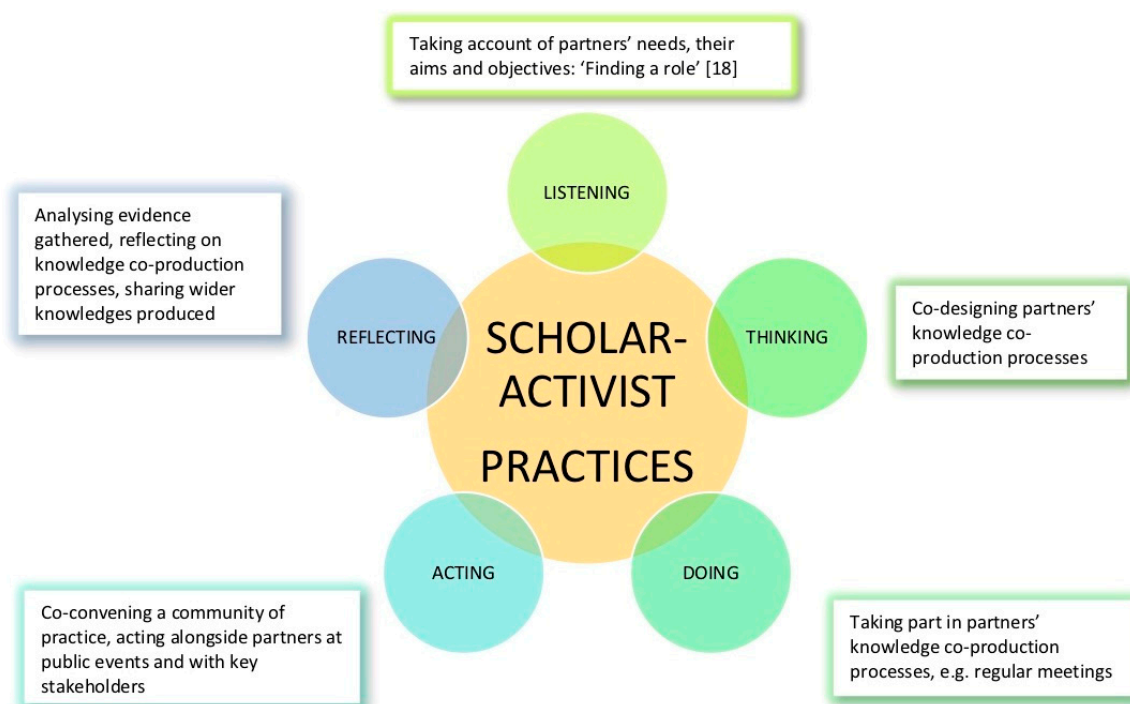 Taking account of partners’ needs, their
aims and objectives: ‘Finding a role’ [18]
LISTENING
Analysing evidence
gathered, reflecting on
knowledge co-production
processes, sharing wider
knowledges produced
REFLECTING
SCHOLAR-
ACTIVIST
PRACTICES
THINKING
Co-designing partners’
knowledge co-
production processes
ACTING
DOING
Co-convening a community of
practice, acting alongside partners at
public events and with key
stakeholders
Taking part in partners’
knowledge co-production
processes, e.g. regular meetings